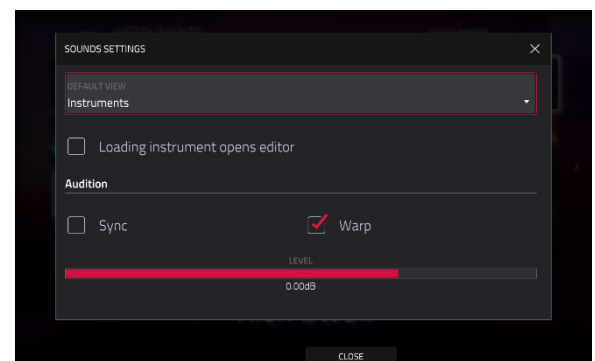 SOUNDS SETTINGS
DEFAULT VIEW
Instruments
Loading instrument opens editor
Audition
Sync
Warp
LEVEL
0.00dB
CLOSE